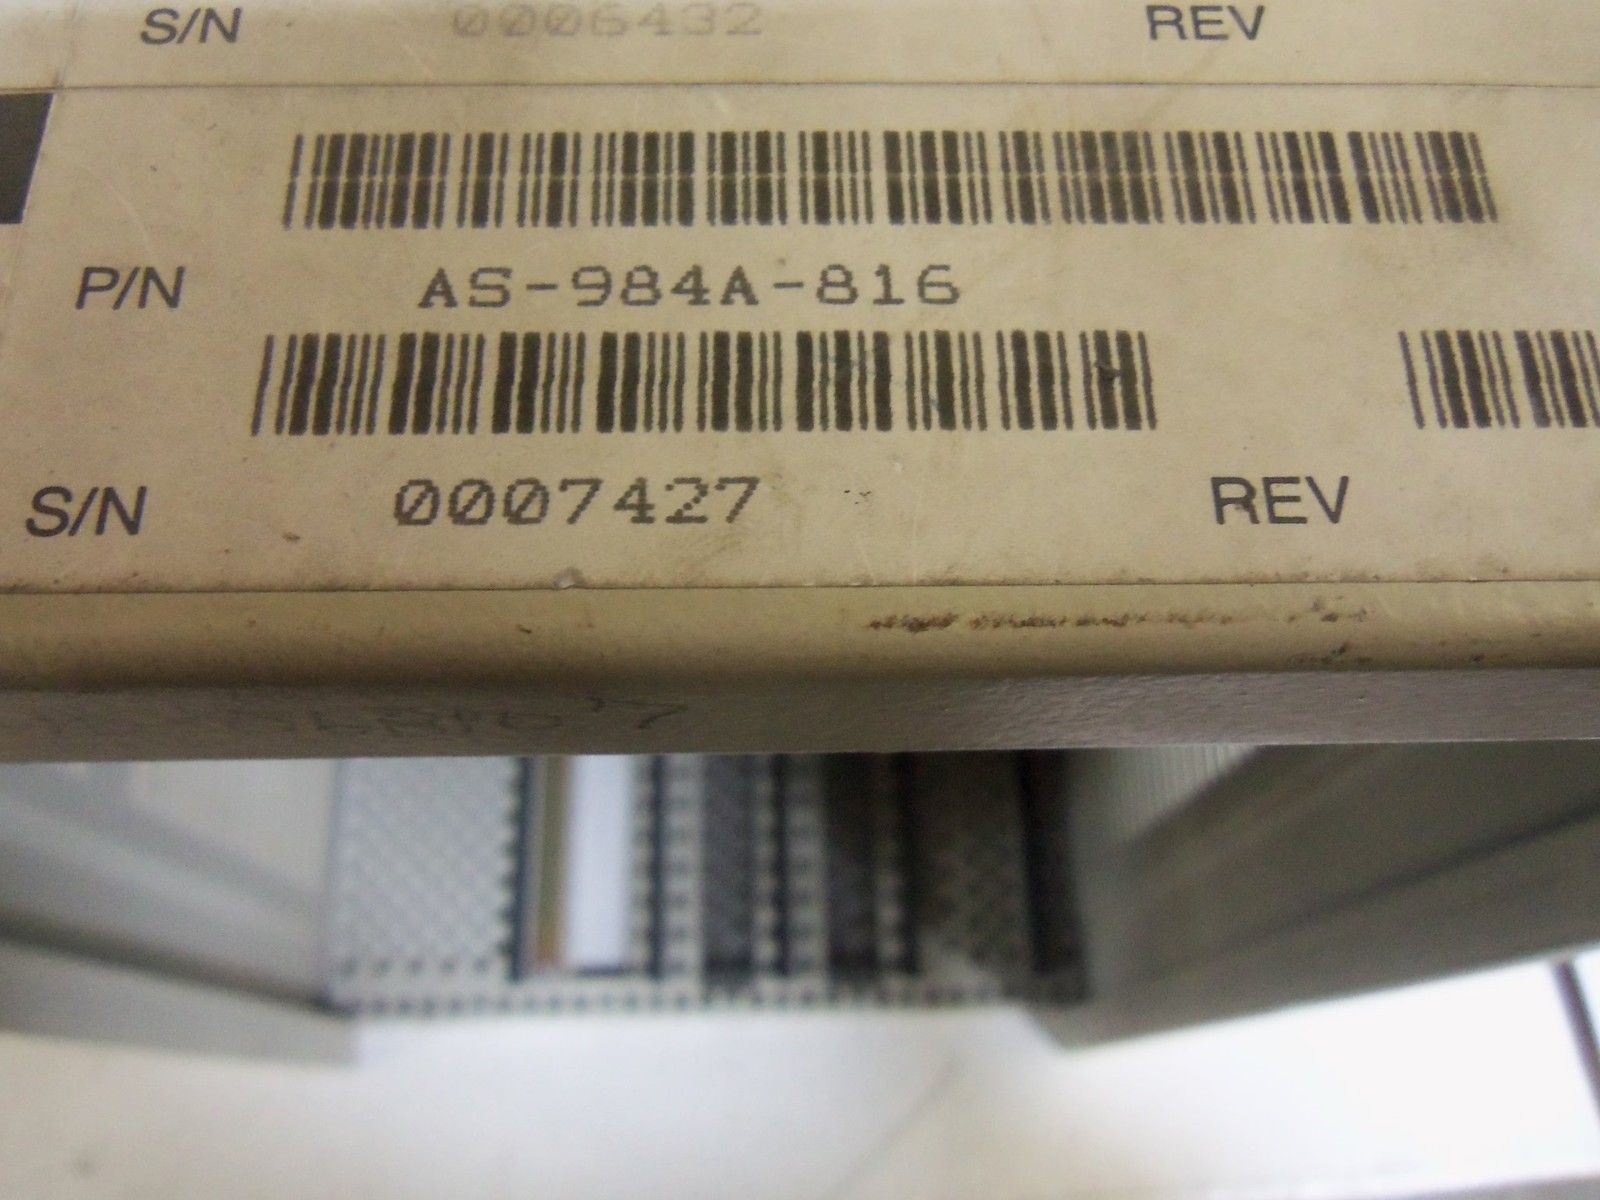 S/N 0006432 REV
P/N AS-984A-816
S/N 0007427 REV